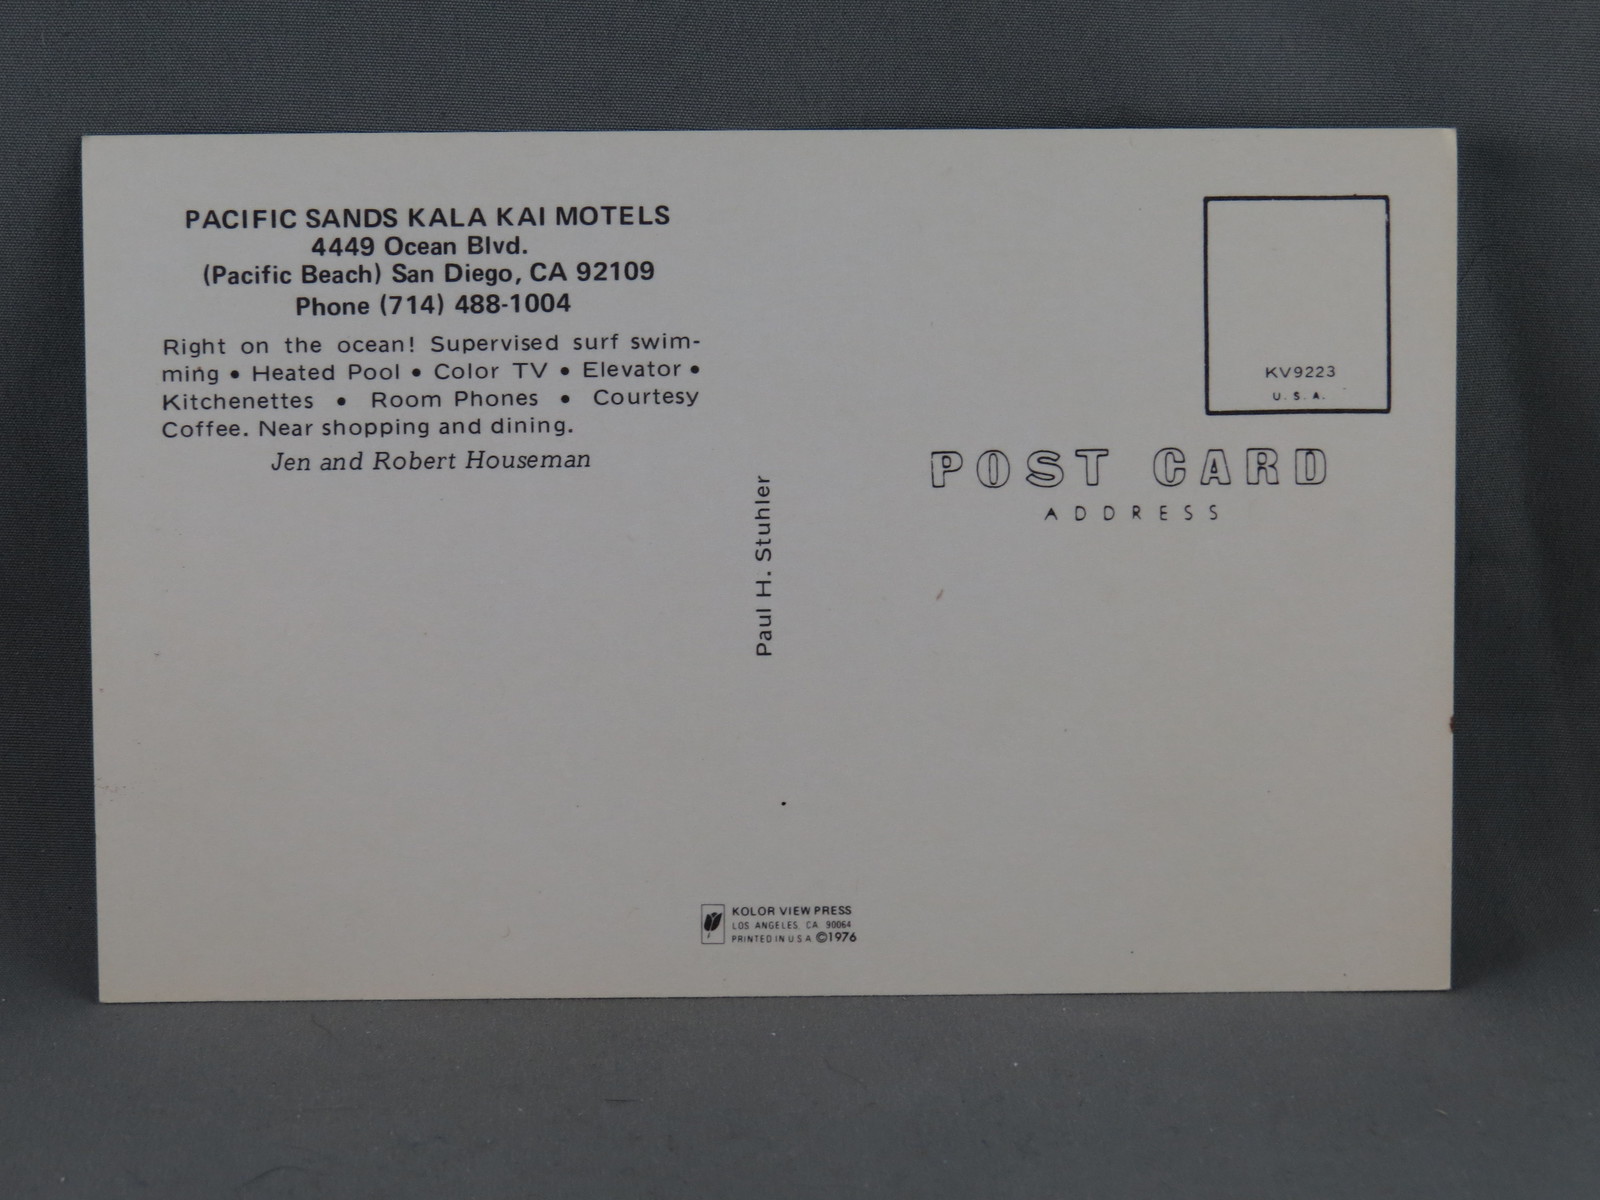 PACIFIC SANDS KALA KAI MOTELS
4449 Ocean Blvd.
(Pacific Beach) San Diego, CA 92109
Phone (714) 488-1004
Right on the ocean! Supervised surf swim-
ming • Heated Pool • Color TV • Elevator •
Kitchenettes • Room Phones • Courtesy
Coffee. Near shopping and dining.
Jen and Robert Houseman
Paul H. Stuhler
KV9223
U.S.A.
POST CARD
ADDRESS
KOLOR VIEW PRESS
LOS ANGELES, CA. 90064
PRINTED IN U.S.A. ©1976